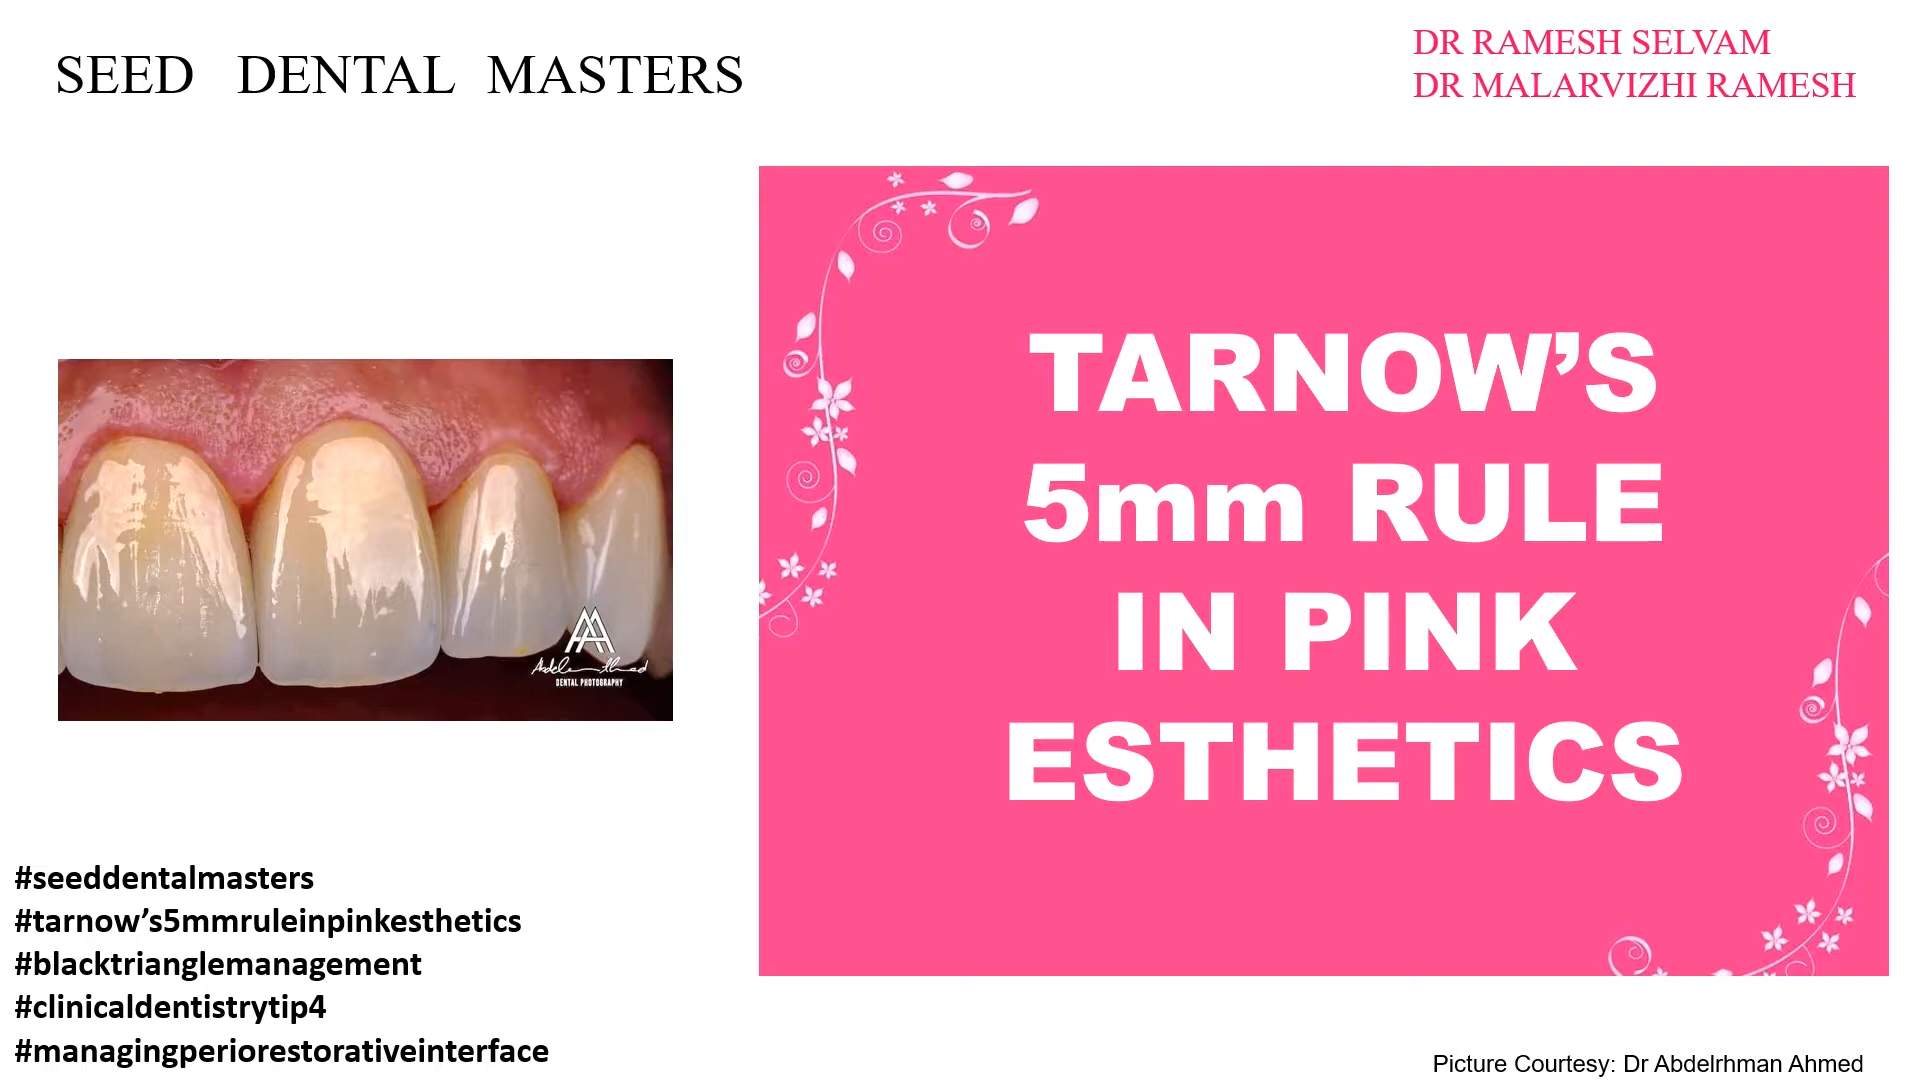 SEED DENTAL MASTERS
DR RAMESH SELVAM
DR MALARVIZHI RAMESH
TARNOW’S
5mm RULE
IN PINK
ESTHETICS
DENTAL PHOTOGRAPHY
#seeddentalmasters
#tarnow’s5mmruleinpinkesthetics
#blacktrianglemanagement
#clinicaldentistrytip4
#managingperiorestorativeinterface
Picture Courtesy: Dr Abdelrhman Ahmed